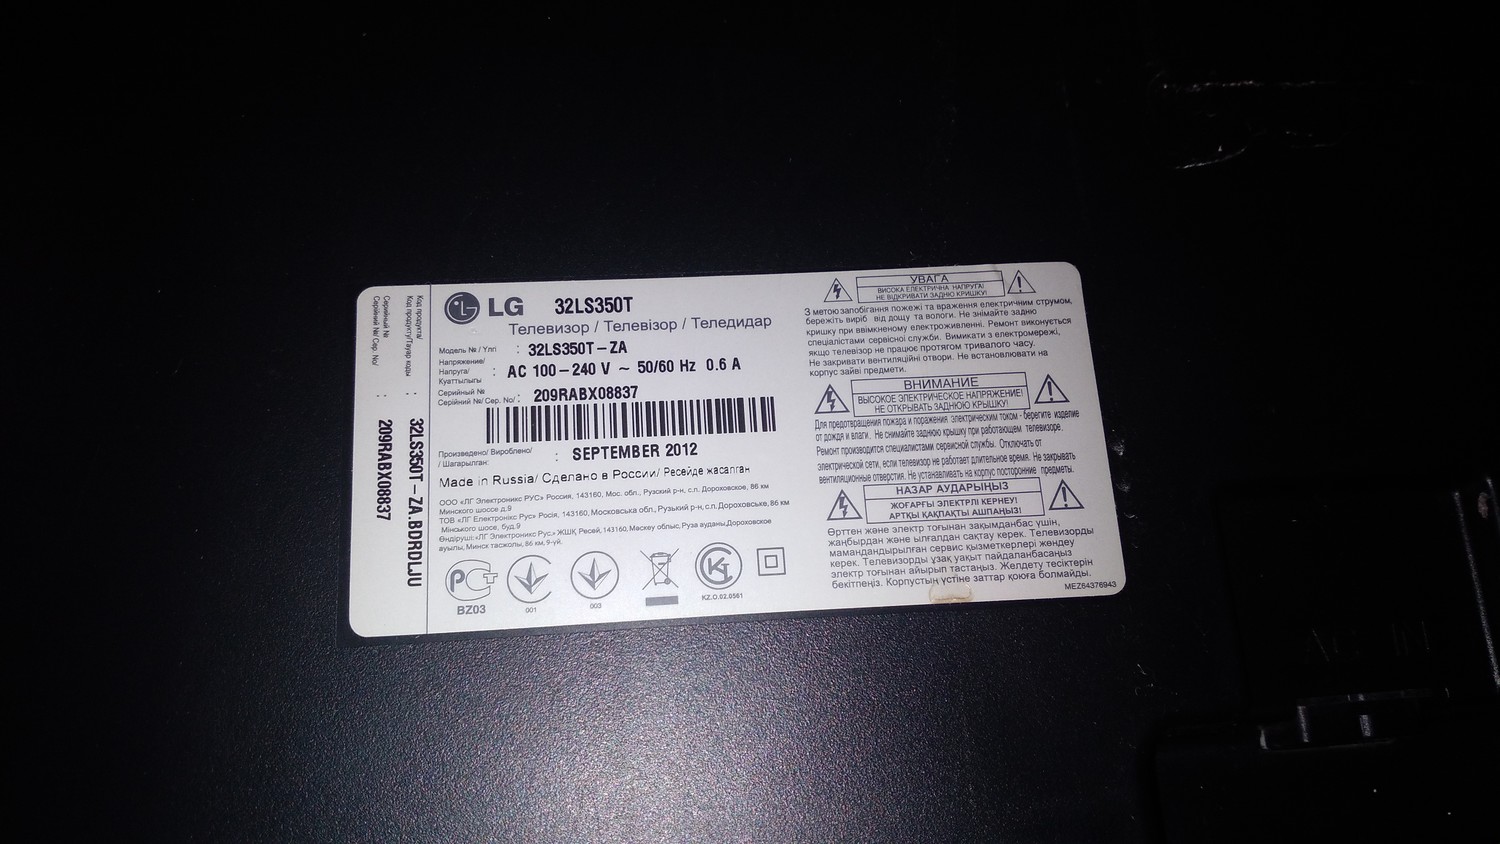 Код продукта/
Код продукту/Тауар коды : 32LS350T-ZA.BDRDLJU
Серийный №
Серійний №/ Сер. No/ : 209RABX08837
LG 32LS350T
Телевизор / Телевізор / Теледидар
Модель № / Үлгі : 32LS350T-ZA
Напряжение/
Напруга/ : AC 100-240 V ~ 50/60 Hz 0.6 A
Куаттылыгы
Серийный №
Серійний №/ Сер. No/ : 209RABX08837
Произведено/ Вироблено/
/ Шағарылған: : SEPTEMBER 2012
Made in Russia/ Сделано в России/ Ресейде жасалған
ООО «ЛГ Электроникс РУС» Россия, 143160, Мос. обл., Рузский р-н, с.п. Дороховское, 86 км
Минского шоссе д.9
ТОВ «ЛГ Електронікс Рус» Росія, 143160, Московська обл., Рузький р-н, с.п. Дороховське, 86 км
Мінського шосе, буд.9
Өндіруші: «ЛГ Электроникс Рус» ЖШҚ Ресей, 143160, Мәскеу облыс, Руза ауданы, Дороховское
ауылы, Минск тасжолы, 86 км, 9-үй.
РСТ
BZ03
001
003
KZ.O.02.0561
УВАГА
ВИСОКА ЕЛЕКТРИЧНА НАПРУГА!
НЕ ВІДКРИВАТИ ЗАДНЮ КРИШКУ!
З метою запобігання пожежі та враження електричним струмом,
бережіть виріб від дощу та вологи. Не знімайте задню
кришку при ввімкненому електроживленні. Ремонт виконується
спеціалістами сервісної служби. Вимикати з електромережі,
якщо телевізор не працює протягом тривалого часу.
Не закривати вентиляційні отвори. Не встановлювати на
корпус зайві предмети.
ВНИМАНИЕ
ВЫСОКОЕ ЭЛЕКТРИЧЕСКОЕ НАПРЯЖЕНИЕ!
НЕ ОТКРЫВАТЬ ЗАДНЮЮ КРЫШКУ!
Для предотвращения пожара и поражения электрическим током - берегите изделие
от дождя и влаги. Не снимайте заднюю крышку при работающем телевизоре.
Ремонт производится специалистами сервисной службы. Отключать от
электрической сети, если телевизор не работает длительное время. Не закрывать
вентиляционные отверстия. Не устанавливать на корпус посторонние предметы.
НАЗАР АУДАРЫҢЫЗ
ЖОҒАРҒЫ ЭЛЕКТРЛІ КЕРНЕУ!
АРТҚЫ ҚАҚПАҚТЫ АШПАҢЫЗ!
Өрттен және электр тоғынан зақымданбас үшін,
жаңбырдан және ылғалдан сақтау керек. Телевизорды
мамандандырылған сервис қызметкерлері жөндеу
керек. Телевизорды ұзақ уақыт пайдаланбасаңыз
электр тоғынан айырып тастаңыз. Желдету тесіктерін
бекітпеңіз. Корпустың үстіне заттар қоюға болмайды.
MEZ64376943